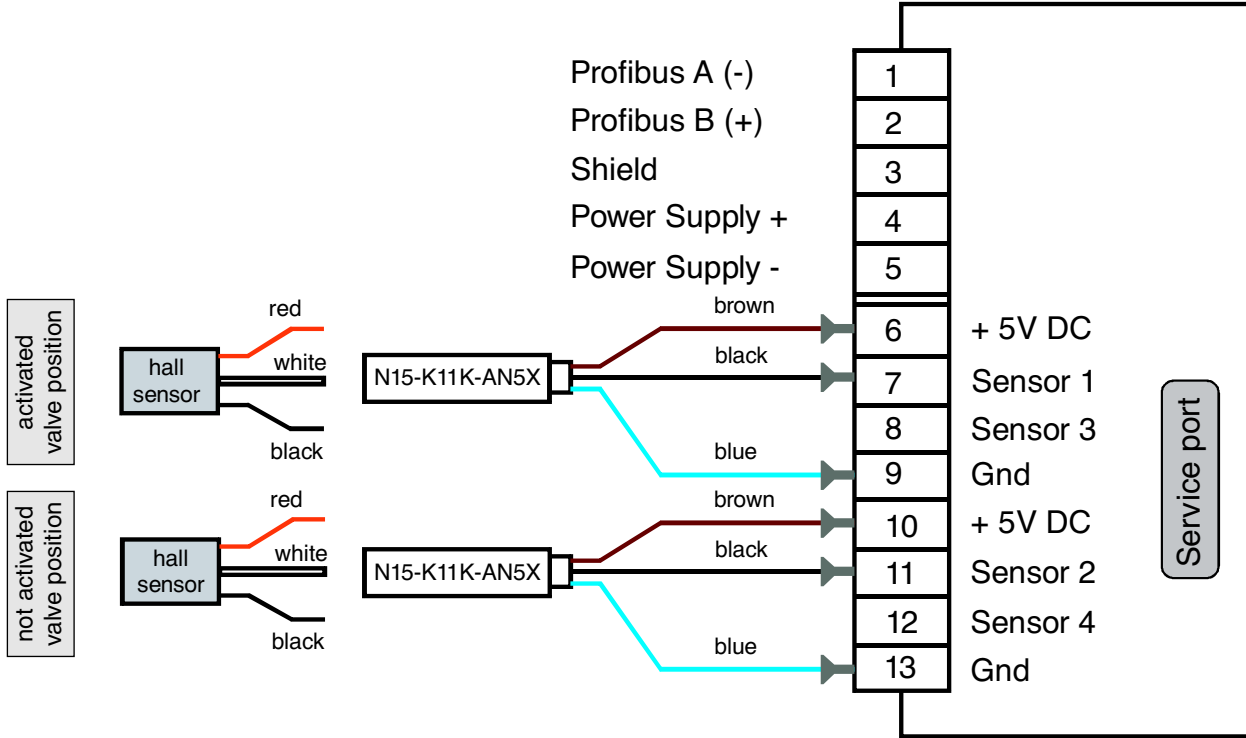 Profibus A (-)
1
Profibus B (+)
2
Shield
3
Power Supply +
4
Power Supply -
5
activated
valve position
hall
sensor
red
white
black
N15-K11K-AN5X
brown
black
blue
6
+ 5V DC
7
Sensor 1
8
Sensor 3
9
Gnd
not activated
valve position
hall
sensor
red
white
black
N15-K11K-AN5X
brown
black
blue
10
+ 5V DC
11
Sensor 2
12
Sensor 4
13
Gnd
Service port